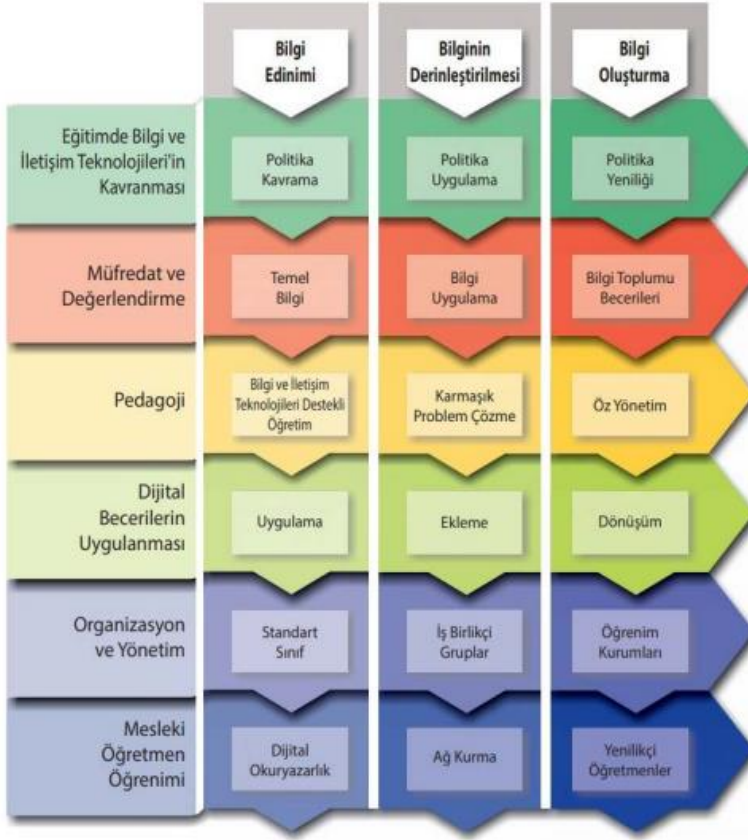 Bilgi
Edinimi
Bilginin
Derinleştirilmesi
Bilgi
Oluşturma
Eğitimde Bilgi ve
İletişim Teknolojileri'in
Kavranması
Politika
Kavrama
Politika
Uygulama
Politika
Yeniliği
Müfredat ve
Değerlendirme
Temel
Bilgi
Bilgi
Uygulama
Bilgi Toplumu
Becerileri
Pedagoji
Bilgi ve İletişim
Teknolojileri Destekli
Öğretim
Karmaşık
Problem Çözme
Öz Yönetim
Dijital
Becerilerin
Uygulanması
Uygulama
Ekleme
Dönüşüm
Organizasyon
ve Yönetim
Standart
Sınıf
İş Birlikçi
Gruplar
Öğrenim
Kurumları
Mesleki
Öğretmen
Öğrenimi
Dijital
Okuryazarlık
Ağ Kurma
Yenilikçi
Öğretmenler